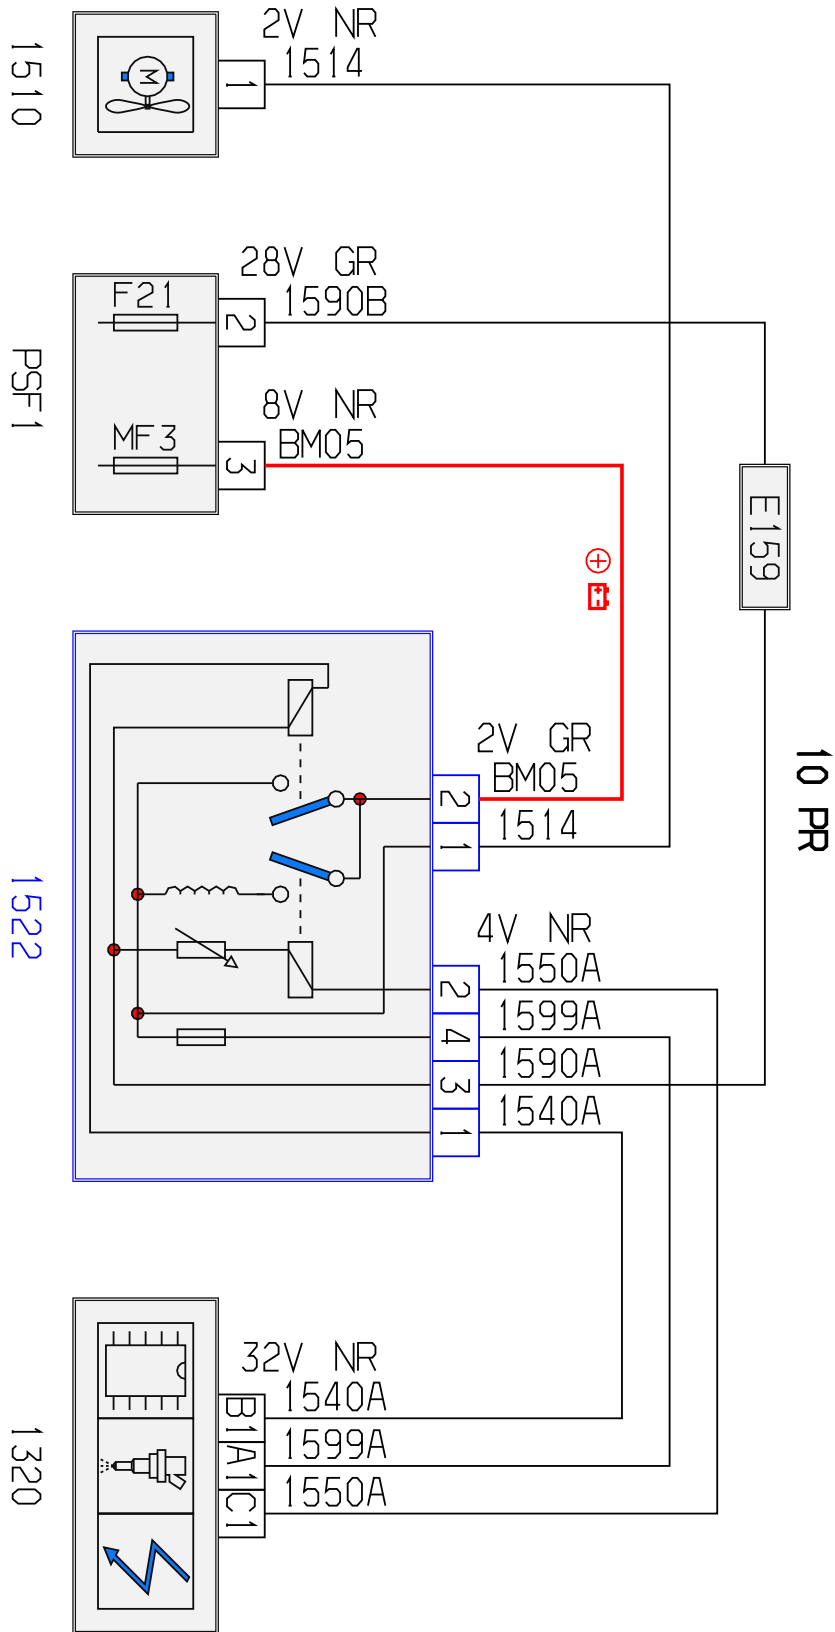 2V NR
1514
1510
M
1
28V GR
1590B
F21
2
PSF1
8V NR
BM05
MF3
3
E159
10 PR
2V GR
BM05
2
1514
1
1522
4V NR
1550A
2
1599A
4
1590A
3
1540A
1
32V NR
1540A
B1
1599A
A1
1550A
C1
1320